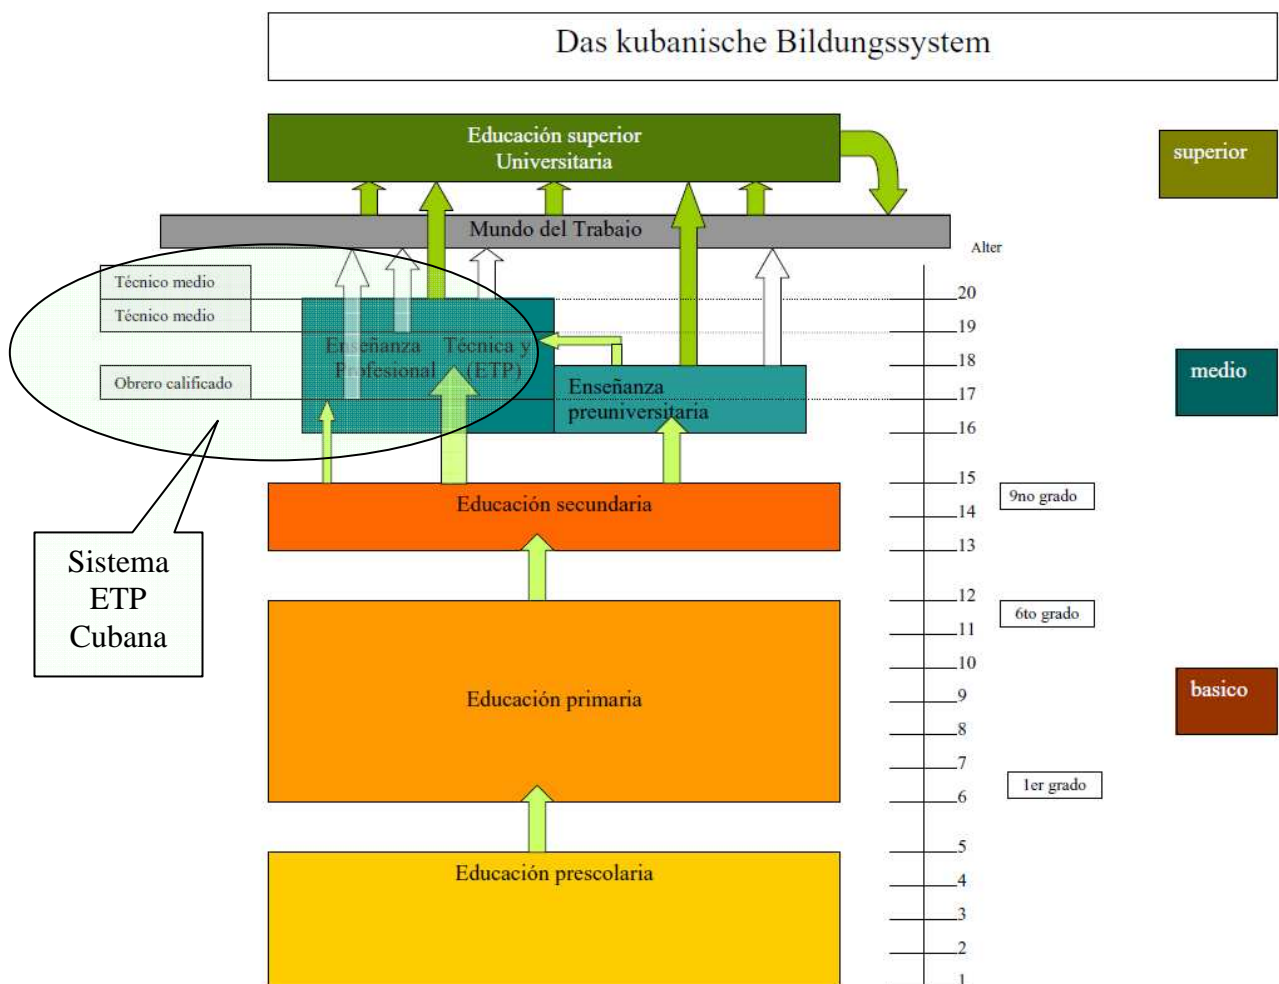 Das kubanische Bildungssystem
Educación superior
Universitaria
superior
Mundo del Trabajo
Alter
Técnico medio
Técnico medio
Obrero calificado
Enseñanza Técnica y
Profesional (ETP)
Enseñanza
preuniversitaria
medio
20
19
18
17
16
15
14
13
12
11
10
9
8
7
6
5
4
3
2
1
9no grado
6to grado
1er grado
Educación secundaria
Sistema
ETP
Cubana
Educación primaria
basico
Educación prescolaria